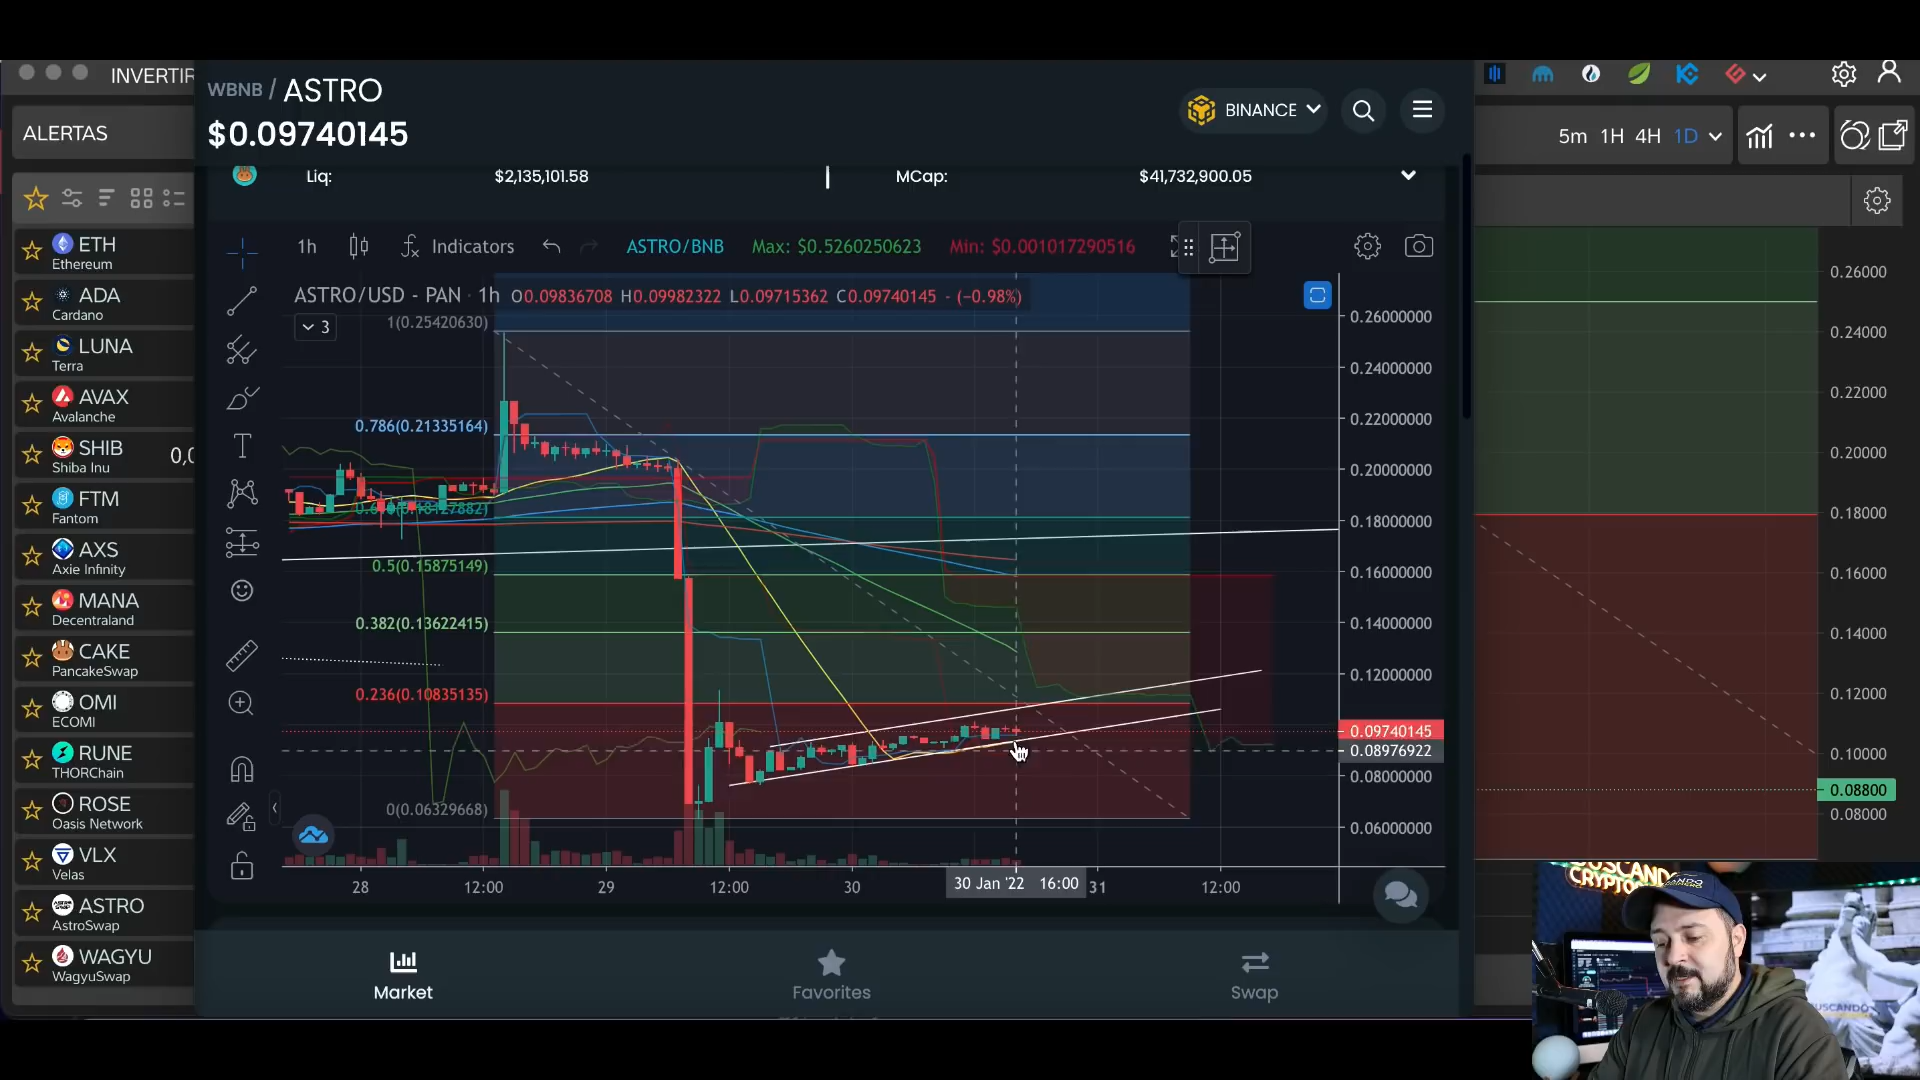 INVERTIR
ALERTAS
ETH
Ethereum
ADA
Cardano
LUNA
Terra
AVAX
Avalanche
SHIB
Shiba Inu
0,0
FTM
Fantom
AXS
Axie Infinity
MANA
Decentraland
CAKE
PancakeSwap
OMI
ECOMI
RUNE
THORChain
ROSE
Oasis Network
VLX
Velas
ASTRO
AstroSwap
WAGYU
WagyuSwap
WBNB / ASTRO
$0.09740145
BINANCE
Liq: $2,135,101.58 MCap: $41,732,900.05
1h Indicators ASTRO/BNB Max: $0.5260250623 Min: $0.001017290516
ASTRO/USD - PAN · 1h O0.09836708 H0.09982322 L0.09715362 C0.09740145 - (−0.98%)
3
1(0.25420630)
0.786(0.21335164)
0.5(0.15875149)
0.382(0.13622415)
0.236(0.10835135)
0(0.06329668)
0.26000000
0.24000000
0.22000000
0.20000000
0.18000000
0.16000000
0.14000000
0.12000000
0.09740145
0.08976922
0.08000000
0.06000000
28 12:00 29 12:00 30 30 Jan '22 16:00 31 12:00
Market
Favorites
Swap
5m 1H 4H 1D
0.26000
0.24000
0.22000
0.20000
0.18000
0.16000
0.14000
0.12000
0.10000
0.08800
0.08000
BUSCANDO
CRYPTO